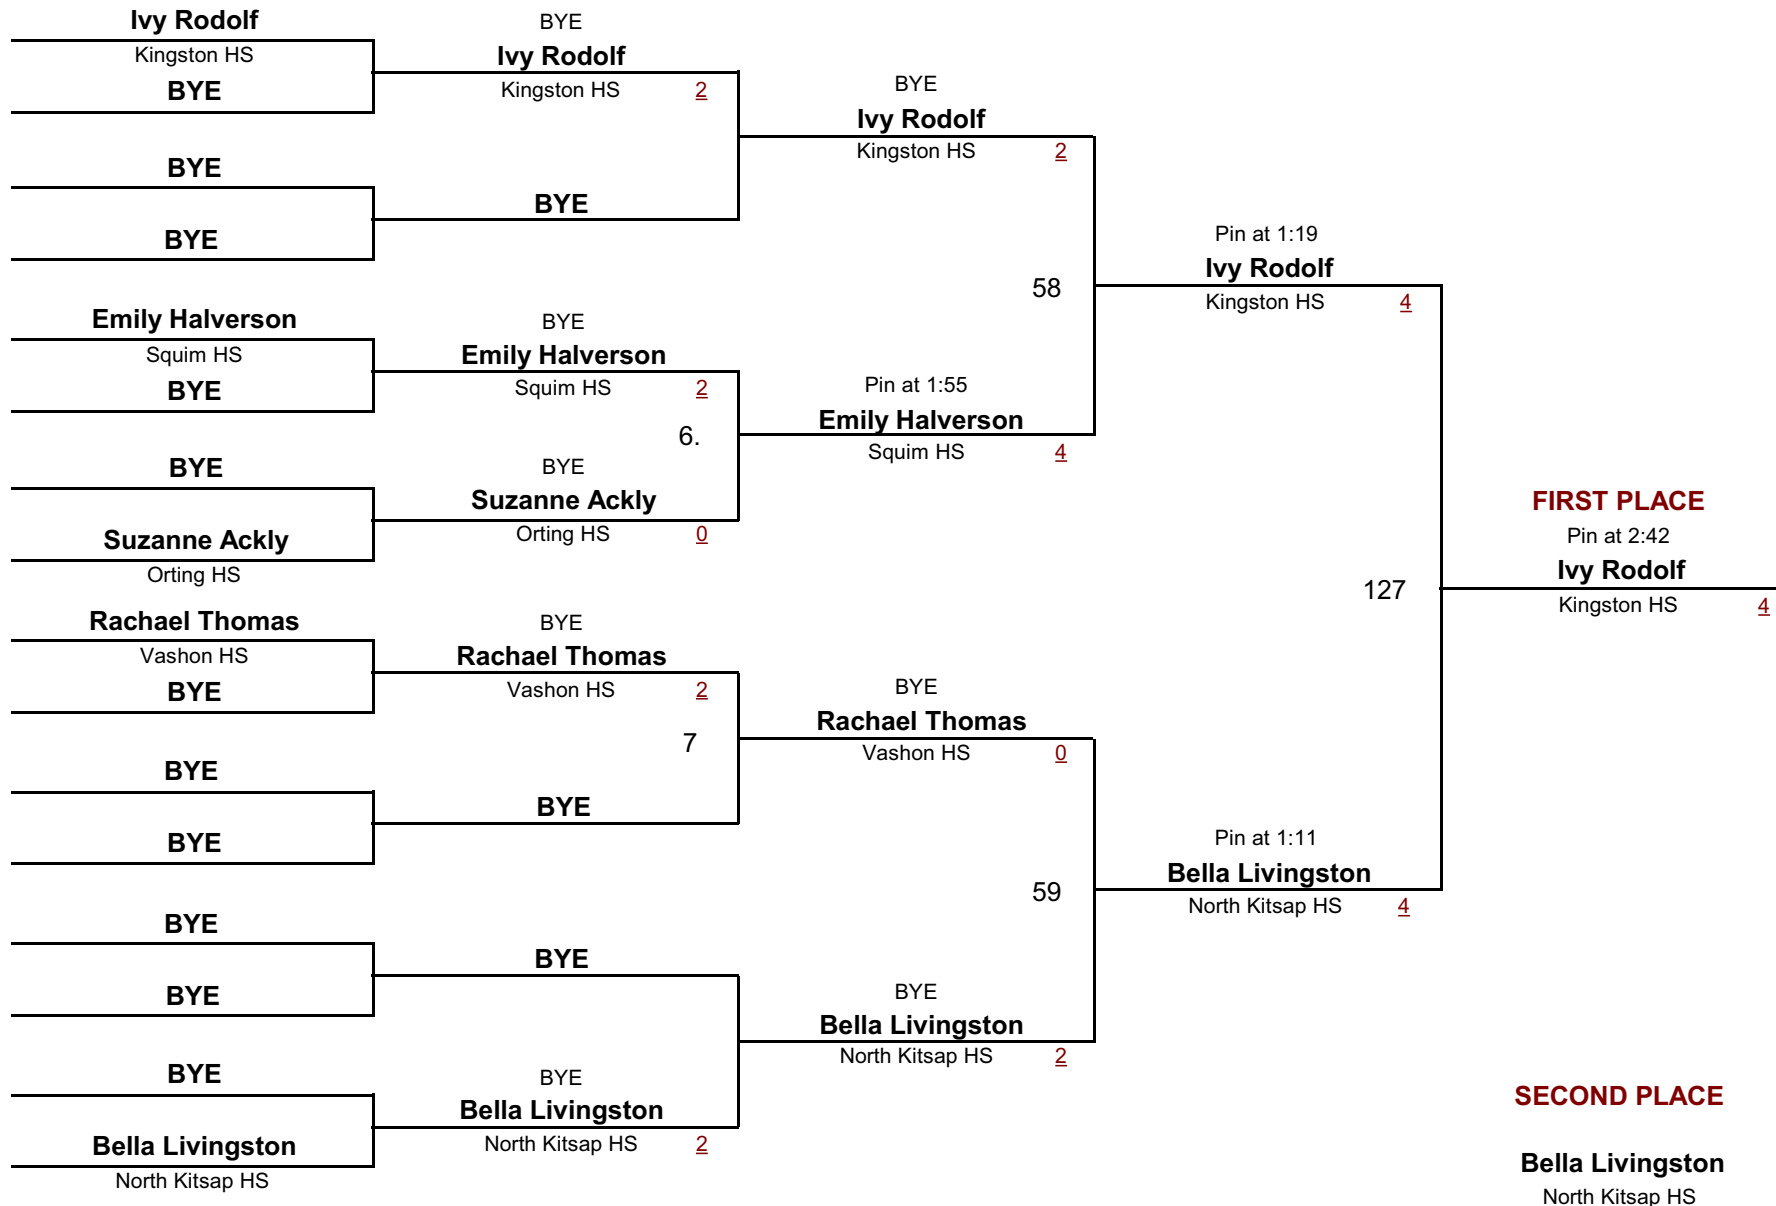 Ivy Rodolf
Kingston HS
BYE
BYE
BYE
Emily Halverson
Squim HS
BYE
BYE
Suzanne Ackly
Orting HS
Rachael Thomas
Vashon HS
BYE
BYE
BYE
BYE
BYE
BYE
Bella Livingston
North Kitsap HS
BYE
Ivy Rodolf
Kingston HS 2
BYE
BYE
Emily Halverson
Squim HS 2
6.
BYE
Suzanne Ackly
Orting HS 0
BYE
Rachael Thomas
Vashon HS 2
7
BYE
BYE
BYE
Bella Livingston
North Kitsap HS 2
BYE
Ivy Rodolf
Kingston HS 2
58
Pin at 1:55
Emily Halverson
Squim HS 4
BYE
Rachael Thomas
Vashon HS 0
59
BYE
Bella Livingston
North Kitsap HS 2
Pin at 1:19
Ivy Rodolf
Kingston HS 4
127
Pin at 1:11
Bella Livingston
North Kitsap HS 4
FIRST PLACE
Pin at 2:42
Ivy Rodolf
Kingston HS 4
SECOND PLACE
Bella Livingston
North Kitsap HS